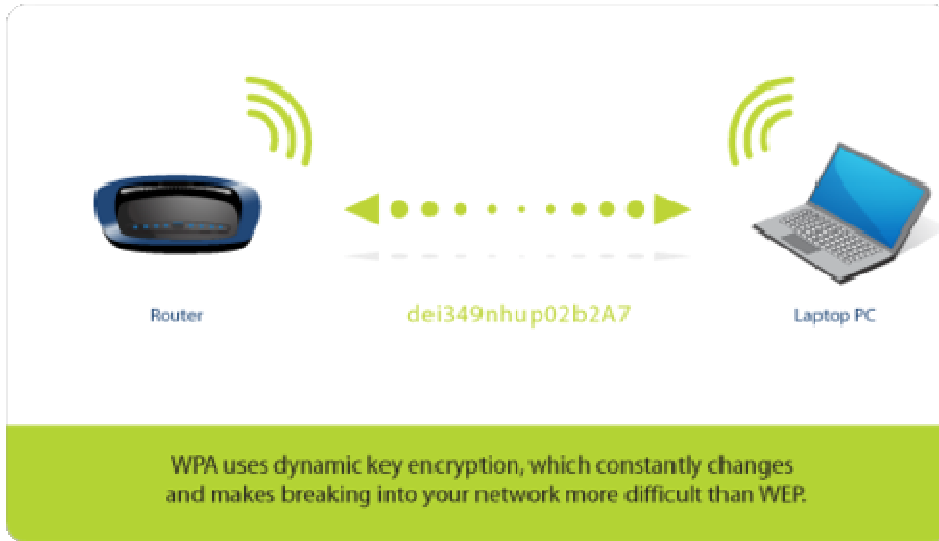 Router
dei349nhup02b2A7
Laptop PC
WPA uses dynamic key encryption, which constantly changes
and makes breaking into your network more difficult than WEP.